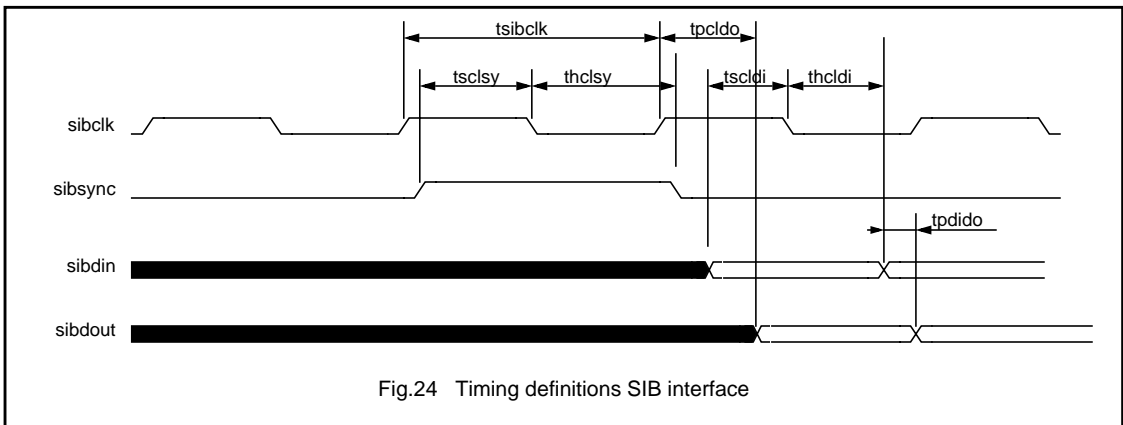 tsibclk
tpcldo
tsclsy
thclsy
tscldi
thcldi
sibclk
sibsync
tpdido
sibdin
sibdout
Fig.24 Timing definitions SIB interface